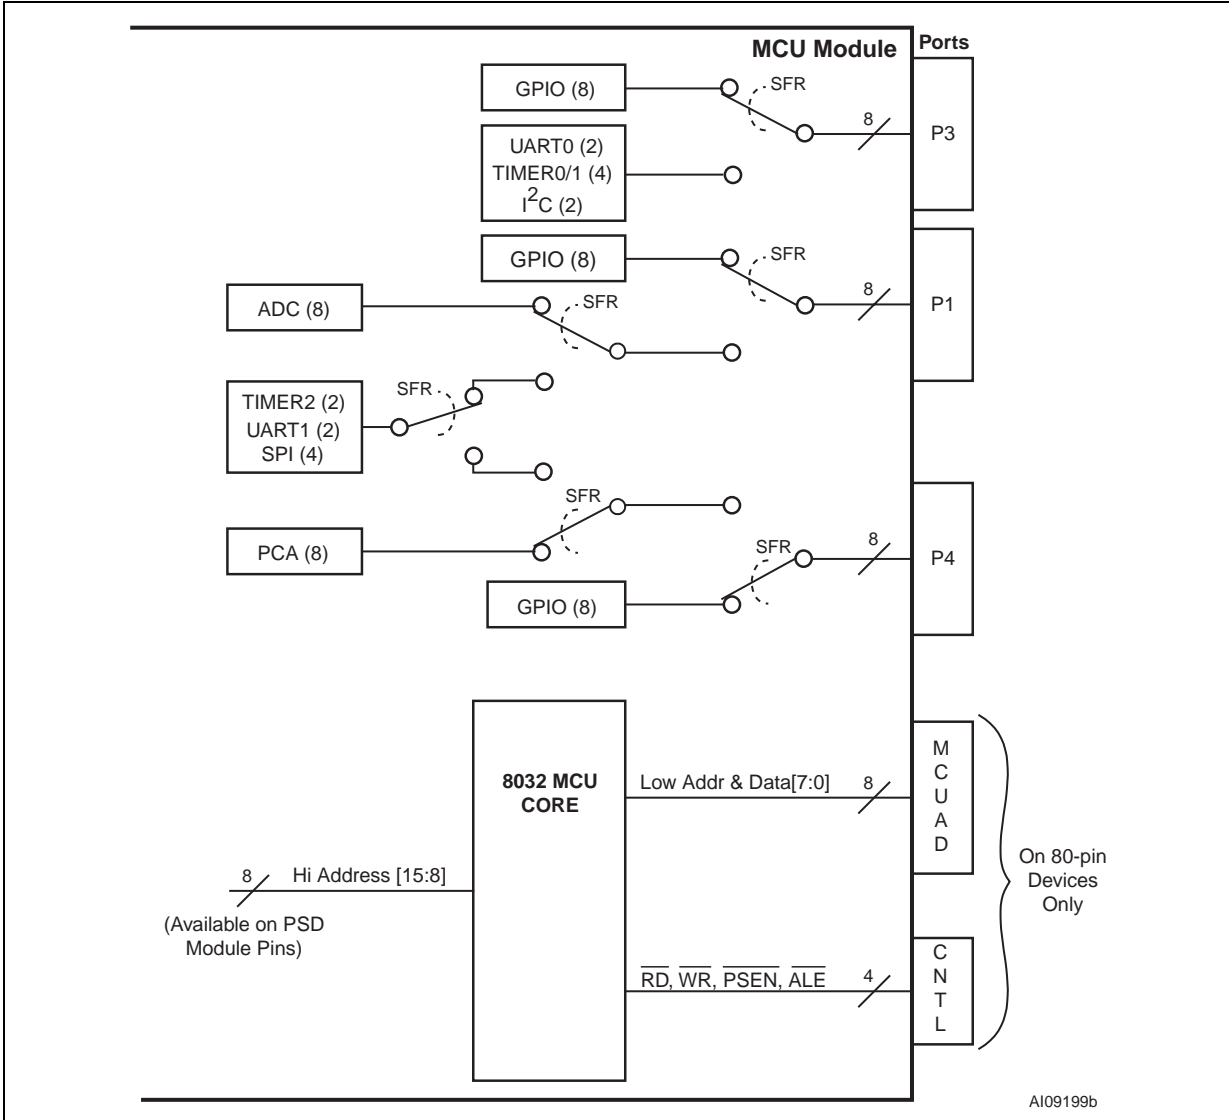 MCU Module
Ports
GPIO (8)
SFR
8
P3
UART0 (2)
TIMER0/1 (4)
I2C (2)
GPIO (8)
SFR
8
P1
ADC (8)
SFR
TIMER2 (2)
UART1 (2)
SPI (4)
SFR
SFR
PCA (8)
SFR
8
P4
GPIO (8)
8032 MCU
CORE
Low Addr & Data[7:0]
8
M
C
U
A
D
8
Hi Address [15:8]
(Available on PSD
Module Pins)
On 80-pin
Devices
Only
RD, WR, PSEN, ALE
4
C
N
T
L
AI09199b